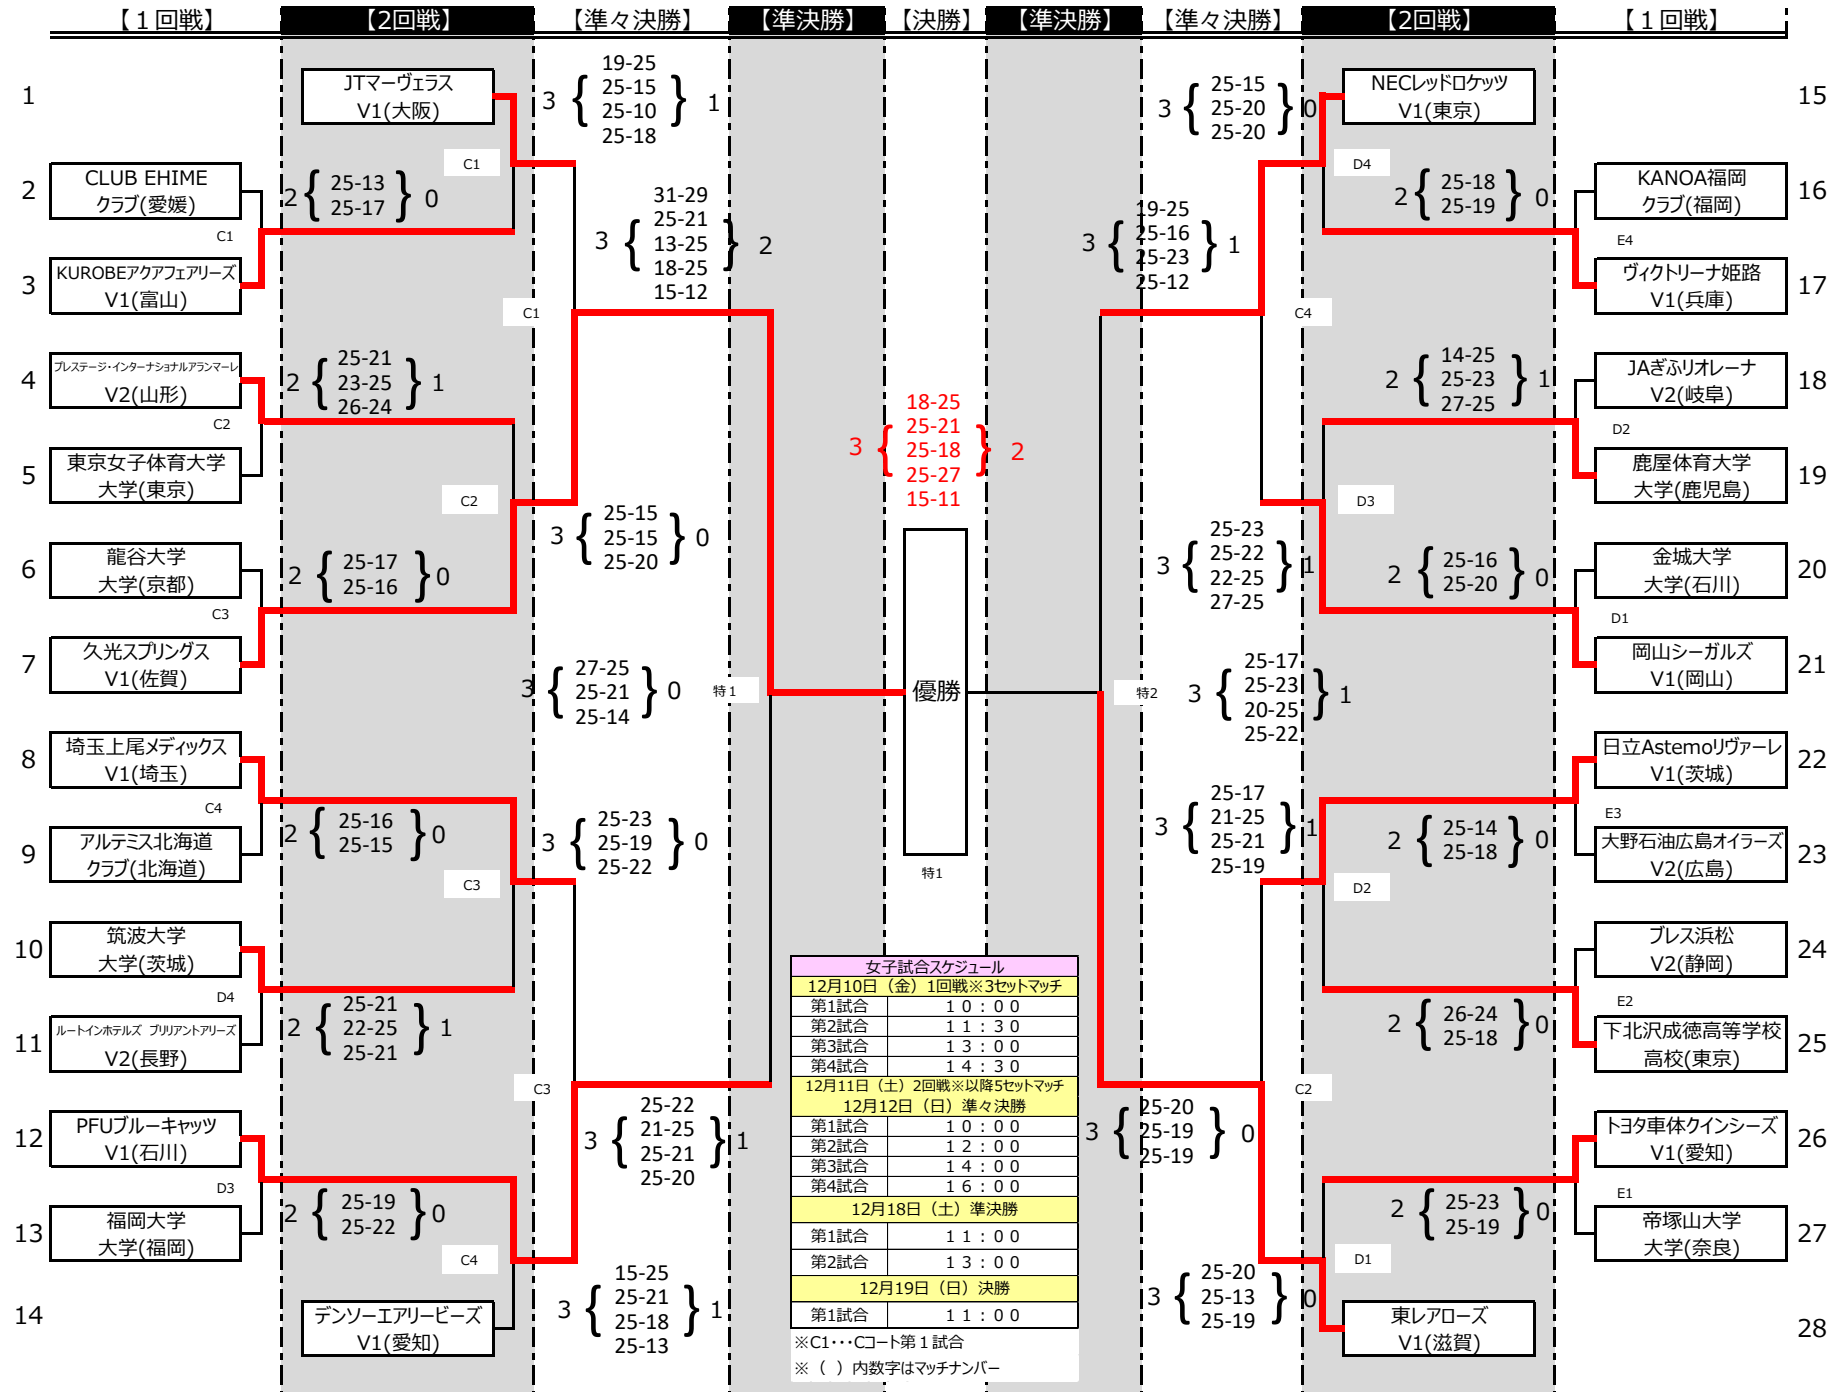 【１回戦】 【2回戦】 【準々決勝】 【準決勝】 【決勝】 【準決勝】 【準々決勝】 【2回戦】 【１回戦】
1
JTマーヴェラス
V1(大阪)
2
CLUB EHIME
クラブ(愛媛)
3
KUROBEアクアフェアリーズ
V1(富山)
4
プレステージ・インターナショナルアランマーレ
V2(山形)
5
東京女子体育大学
大学(東京)
6
龍谷大学
大学(京都)
7
久光スプリングス
V1(佐賀)
8
埼玉上尾メディックス
V1(埼玉)
9
アルテミス北海道
クラブ(北海道)
10
筑波大学
大学(茨城)
11
ルートインホテルズ ブリリアントアリーズ
V2(長野)
12
PFUブルーキャッツ
V1(石川)
13
福岡大学
大学(福岡)
14
デンソーエアリービーズ
V1(愛知)
C1
C2
C3
C4
D4
D3
2 { 25-13
25-17 } 0
2 { 25-21
23-25
26-24 } 1
2 { 25-17
25-16 } 0
2 { 25-16
25-15 } 0
2 { 25-21
22-25
25-21 } 1
2 { 25-19
25-22 } 0
C1
C2
C3
C4
3 { 19-25
25-15
25-10
25-18 } 1
3 { 25-15
25-15
25-20 } 0
3 { 25-23
25-19
25-22 } 0
3 { 15-25
25-21
25-18
25-13 } 1
C1
C3
3 { 31-29
25-21
13-25
18-25
15-12 } 2
3 { 25-22
21-25
25-21
25-20 } 1
3 { 27-25
25-21
25-14 } 0
特１
3 { 18-25
25-21
25-18
25-27
15-11 } 2
優勝
特1
特2
3 { 25-17
25-23
20-25
25-22 } 1
3 { 19-25
25-16
25-23
25-12 } 1
3 { 25-20
25-19
25-19 } 0
C4
C2
3 { 25-15
25-20
25-20 } 0
3 { 25-23
25-22
22-25
27-25 } 1
3 { 25-17
21-25
25-21
25-19 } 1
3 { 25-20
25-13
25-19 } 0
D4
D3
D2
D1
2 { 25-18
25-19 } 0
2 { 14-25
25-23
27-25 } 1
2 { 25-16
25-20 } 0
2 { 25-14
25-18 } 0
2 { 26-24
25-18 } 0
2 { 25-23
25-19 } 0
E4
D2
D1
E3
E2
E1
NECレッドロケッツ
V1(東京)
15
KANOA福岡
クラブ(福岡)
16
ヴィクトリーナ姫路
V1(兵庫)
17
JAぎふリオレーナ
V2(岐阜)
18
鹿屋体育大学
大学(鹿児島)
19
金城大学
大学(石川)
20
岡山シーガルズ
V1(岡山)
21
日立Astemoリヴァーレ
V1(茨城)
22
大野石油広島オイラーズ
V2(広島)
23
ブレス浜松
V2(静岡)
24
下北沢成徳高等学校
高校(東京)
25
トヨタ車体クインシーズ
V1(愛知)
26
帝塚山大学
大学(奈良)
27
東レアローズ
V1(滋賀)
28
女子試合スケジュール
12月10日（金）1回戦※3セットマッチ
第1試合 １０：００
第2試合 １１：３０
第3試合 １３：００
第4試合 １４：３０
12月11日（土）2回戦※以降5セットマッチ
12月12日（日）準々決勝
第1試合 １０：００
第2試合 １２：００
第3試合 １４：００
第4試合 １６：００
12月18日（土）準決勝
第1試合 １１：００
第2試合 １３：００
12月19日（日）決勝
第1試合 １１：００
※C1･･･Cコート第１試合
※（ ）内数字はマッチナンバー